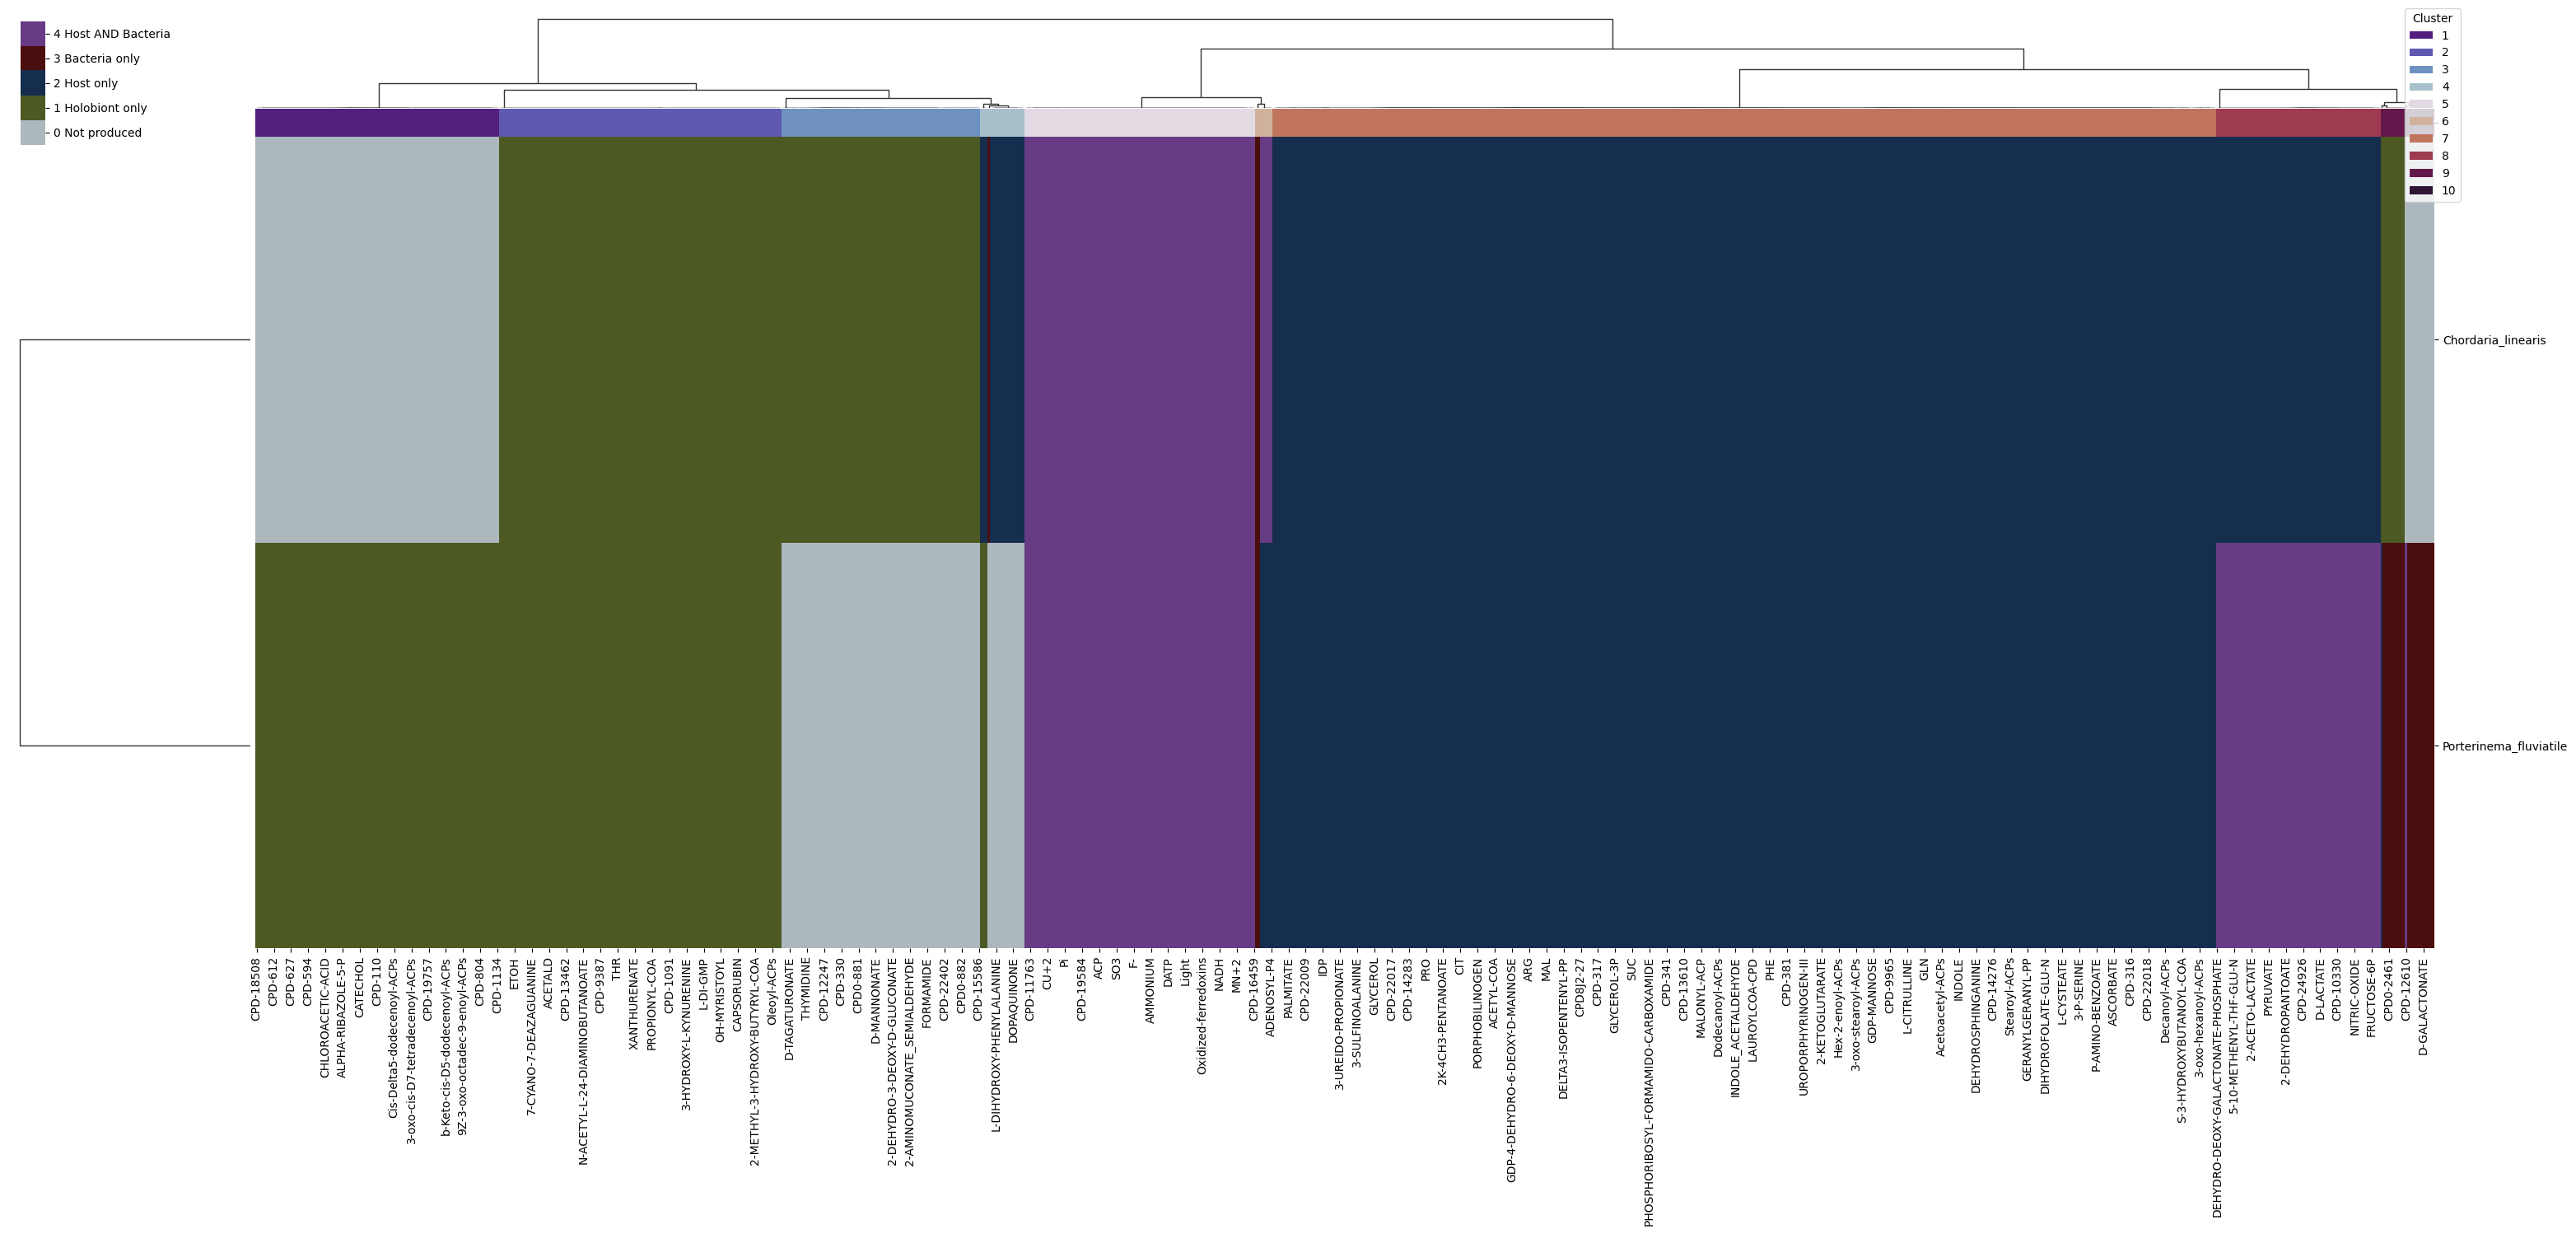 4 Host AND Bacteria
3 Bacteria only
2 Host only
1 Holobiont only
0 Not produced
Cluster
1
2
3
4
5
6
7
8
9
10
Chordaria_linearis
Porterinema_fluviatile
CPD-18508
CPD-612
CPD-627
CPD-594
CHLOROACETIC-ACID
ALPHA-RIBAZOLE-5-P
CATECHOL
CPD-110
Cis-Delta5-dodecenoyl-ACPs
3-oxo-cis-D7-tetradecenoyl-ACPs
CPD-19757
b-Keto-cis-D5-dodecenoyl-ACPs
9Z-3-oxo-octadec-9-enoyl-ACPs
CPD-804
CPD-1134
ETOH
7-CYANO-7-DEAZAGUANINE
ACETALD
CPD-13462
N-ACETYL-L-24-DIAMINOBUTANOATE
CPD-9387
THR
XANTHURENATE
PROPIONYL-COA
CPD-1091
3-HYDROXY-L-KYNURENINE
L-DI-GMP
OH-MYRISTOYL
CAPSORUBIN
2-METHYL-3-HYDROXY-BUTYRYL-COA
Oleoyl-ACPs
D-TAGATURONATE
THYMIDINE
CPD-12247
CPD-330
CPD0-881
D-MANNONATE
2-DEHYDRO-3-DEOXY-D-GLUCONATE
2-AMINOMUCONATE_SEMIALDEHYDE
FORMAMIDE
CPD-22402
CPD0-882
CPD-15586
L-DIHYDROXY-PHENYLALANINE
DOPAQUINONE
CPD-11763
CU+2
Pi
CPD-19584
ACP
SO3
F-
AMMONIUM
DATP
Light
Oxidized-ferredoxins
NADH
MN+2
CPD-16459
ADENOSYL-P4
PALMITATE
CPD-22009
IDP
3-UREIDO-PROPIONATE
3-SULFINOALANINE
GLYCEROL
CPD-22017
CPD-14283
PRO
2K-4CH3-PENTANOATE
CIT
PORPHOBILINOGEN
ACETYL-COA
GDP-4-DEHYDRO-6-DEOXY-D-MANNOSE
ARG
MAL
DELTA3-ISOPENTENYL-PP
CPD8J2-27
CPD-317
GLYCEROL-3P
SUC
PHOSPHORIBOSYL-FORMAMIDO-CARBOXAMIDE
CPD-341
CPD-13610
MALONYL-ACP
Dodecanoyl-ACPs
INDOLE_ACETALDEHYDE
LAUROYLCOA-CPD
PHE
CPD-381
UROPORPHYRINOGEN-III
2-KETOGLUTARATE
Hex-2-enoyl-ACPs
3-oxo-stearoyl-ACPs
GDP-MANNOSE
CPD-9965
L-CITRULLINE
GLN
Acetoacetyl-ACPs
INDOLE
DEHYDROSPHINGANINE
CPD-14276
Stearoyl-ACPs
GERANYLGERANYL-PP
DIHYDROFOLATE-GLU-N
L-CYSTEATE
3-P-SERINE
P-AMINO-BENZOATE
ASCORBATE
CPD-316
CPD-22018
Decanoyl-ACPs
S-3-HYDROXYBUTANOYL-COA
3-oxo-hexanoyl-ACPs
DEHYDRO-DEOXY-GALACTONATE-PHOSPHATE
5-10-METHENYL-THF-GLU-N
2-ACETO-LACTATE
PYRUVATE
2-DEHYDROPANTOATE
CPD-24926
D-LACTATE
CPD-10330
NITRIC-OXIDE
FRUCTOSE-6P
CPD0-2461
CPD-12610
D-GALACTONATE